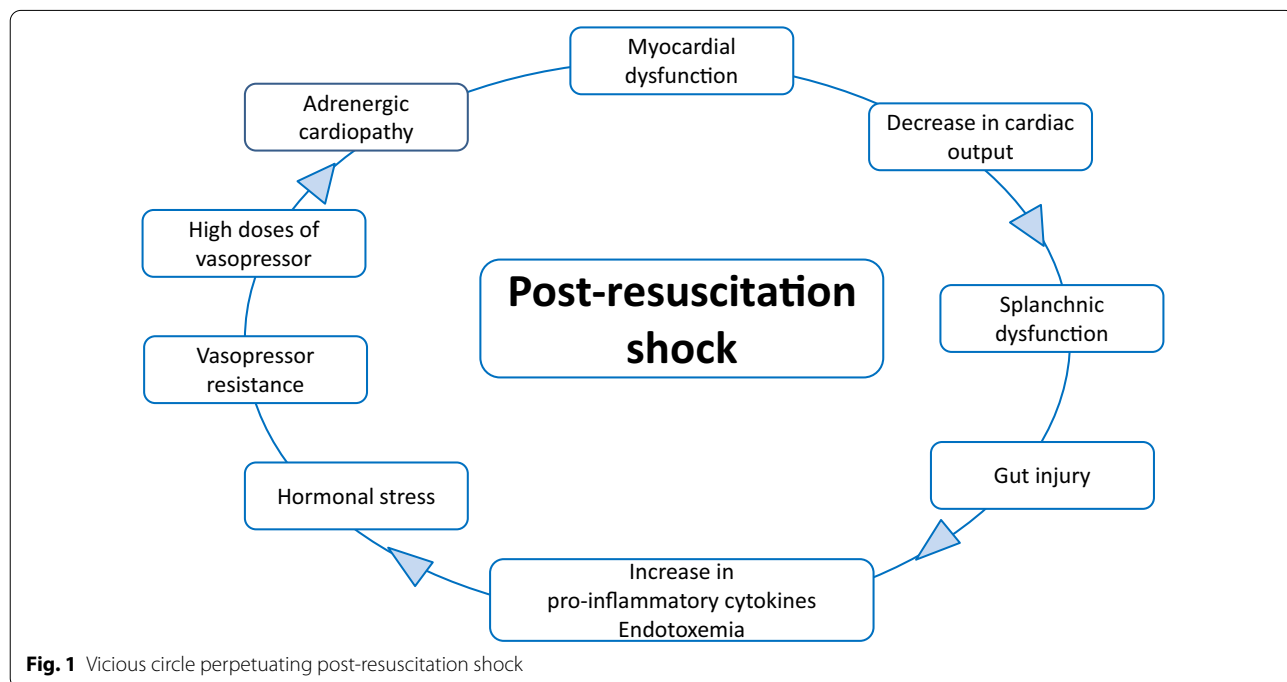 Myocardial
dysfunction
Decrease in cardiac
output
Splanchnic
dysfunction
Gut injury
Increase in
pro-inflammatory cytokines
Endotoxemia
Hormonal stress
Vasopressor
resistance
High doses of
vasopressor
Adrenergic
cardiopathy
Post-resuscitation
shock
Fig. 1 Vicious circle perpetuating post-resuscitation shock